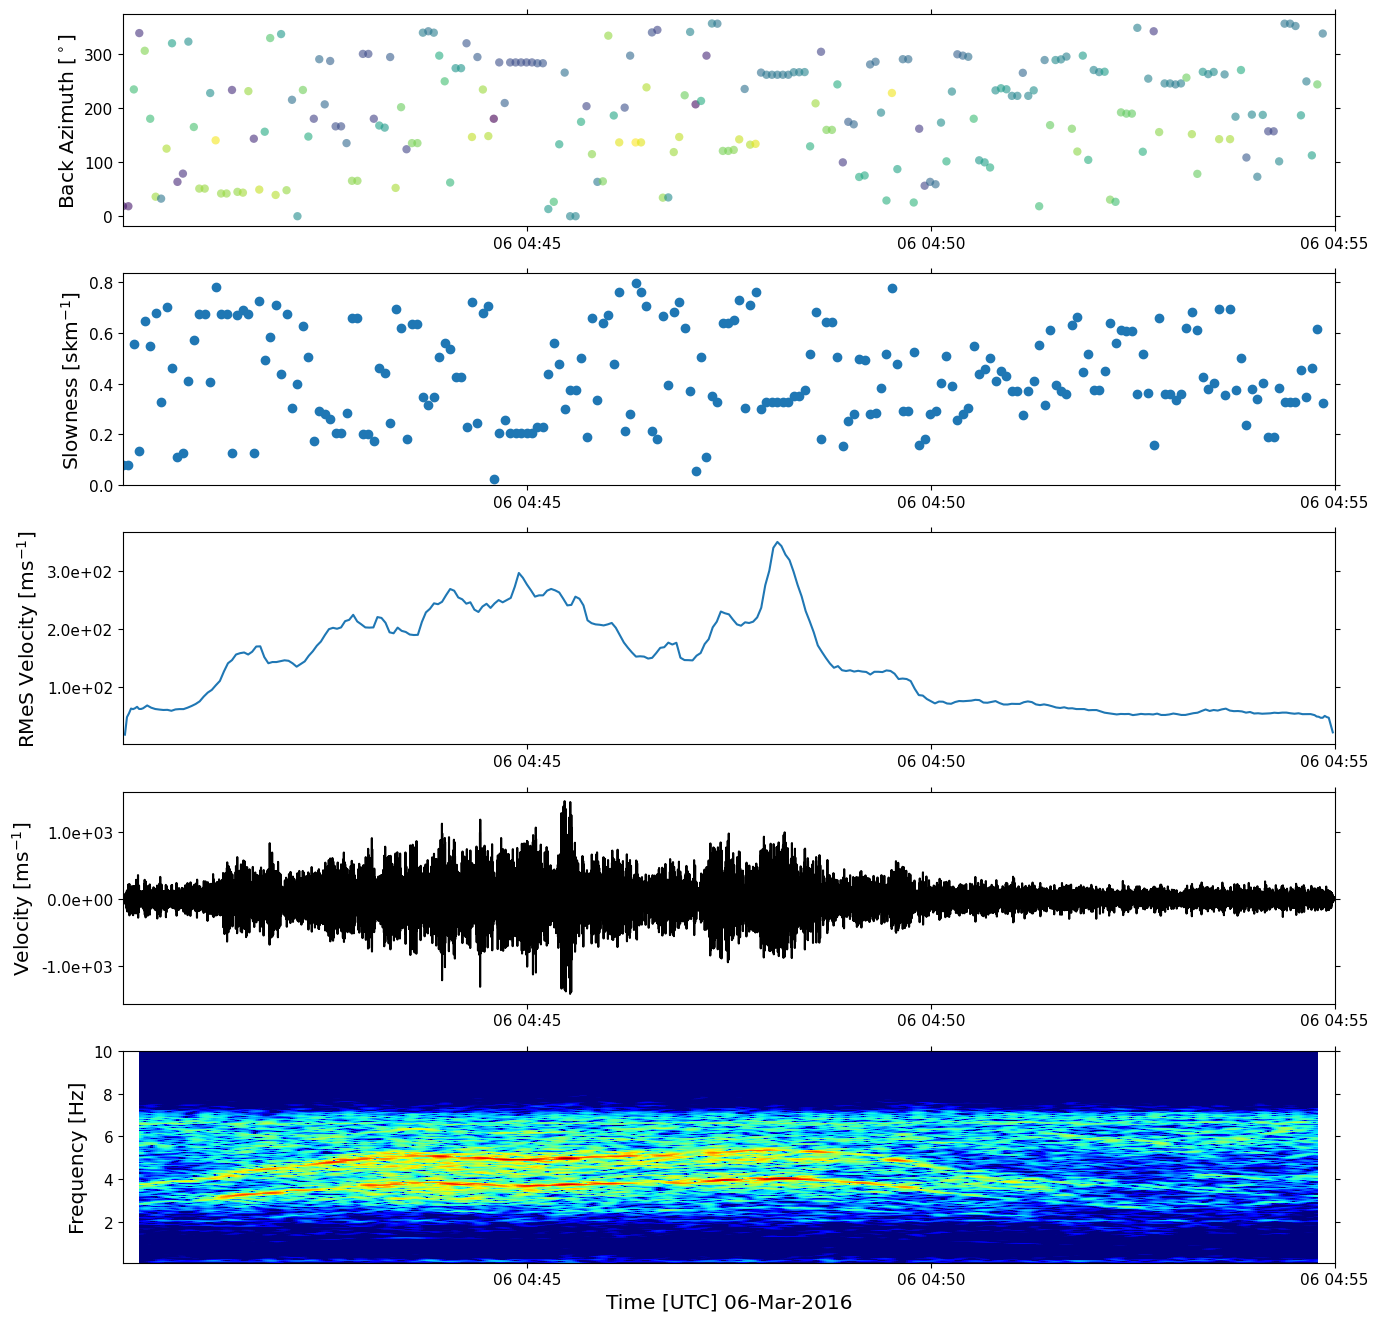 Back Azimuth [°]
300
200
100
0
06 04:45
06 04:50
06 04:55
Slowness [skm⁻¹]
0.8
0.6
0.4
0.2
0.0
06 04:45
06 04:50
06 04:55
RMeS Velocity [ms⁻¹]
3.0e+02
2.0e+02
1.0e+02
06 04:45
06 04:50
06 04:55
Velocity [ms⁻¹]
1.0e+03
0.0e+00
-1.0e+03
06 04:45
06 04:50
06 04:55
Frequency [Hz]
10
8
6
4
2
06 04:45
06 04:50
06 04:55
Time [UTC] 06-Mar-2016